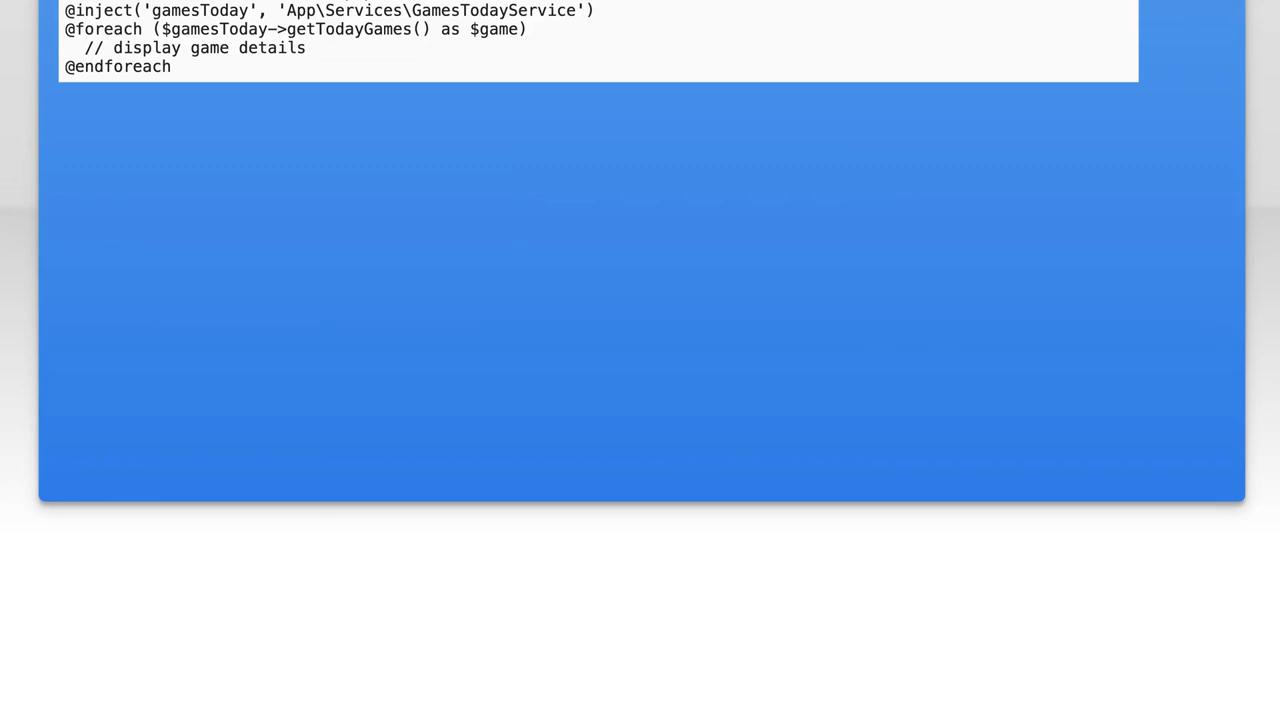 @inject('gamesToday', 'App\Services\GamesTodayService')
@foreach ($gamesToday->getTodayGames() as $game)
  // display game details
@endforeach